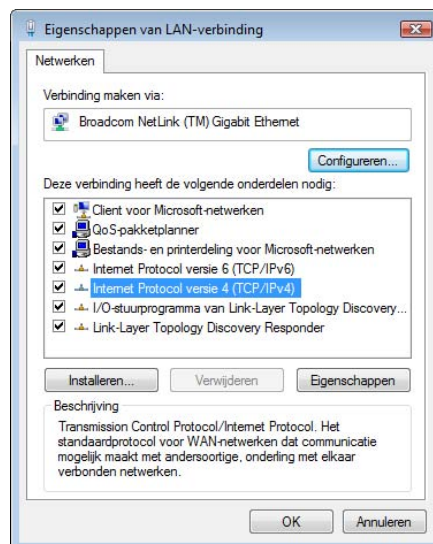 Eigenschappen van LAN-verbinding
Netwerken
Verbinding maken via:
Broadcom NetLink (TM) Gigabit Ethernet
Configureren...
Deze verbinding heeft de volgende onderdelen nodig:
Client voor Microsoft-netwerken
QoS-pakketplanner
Bestands- en printerdeling voor Microsoft-netwerken
Internet Protocol versie 6 (TCP/IPv6)
Internet Protocol versie 4 (TCP/IPv4)
I/O-stuurprogramma van Link-Layer Topology Discovery...
Link-Layer Topology Discovery Responder
Installeren... Verwijderen Eigenschappen
Beschrijving
Transmission Control Protocol/Internet Protocol. Het
standaardprotocol voor WAN-netwerken dat communicatie
mogelijk maakt met andersoortige, onderling met elkaar
verbonden netwerken.
OK Annuleren